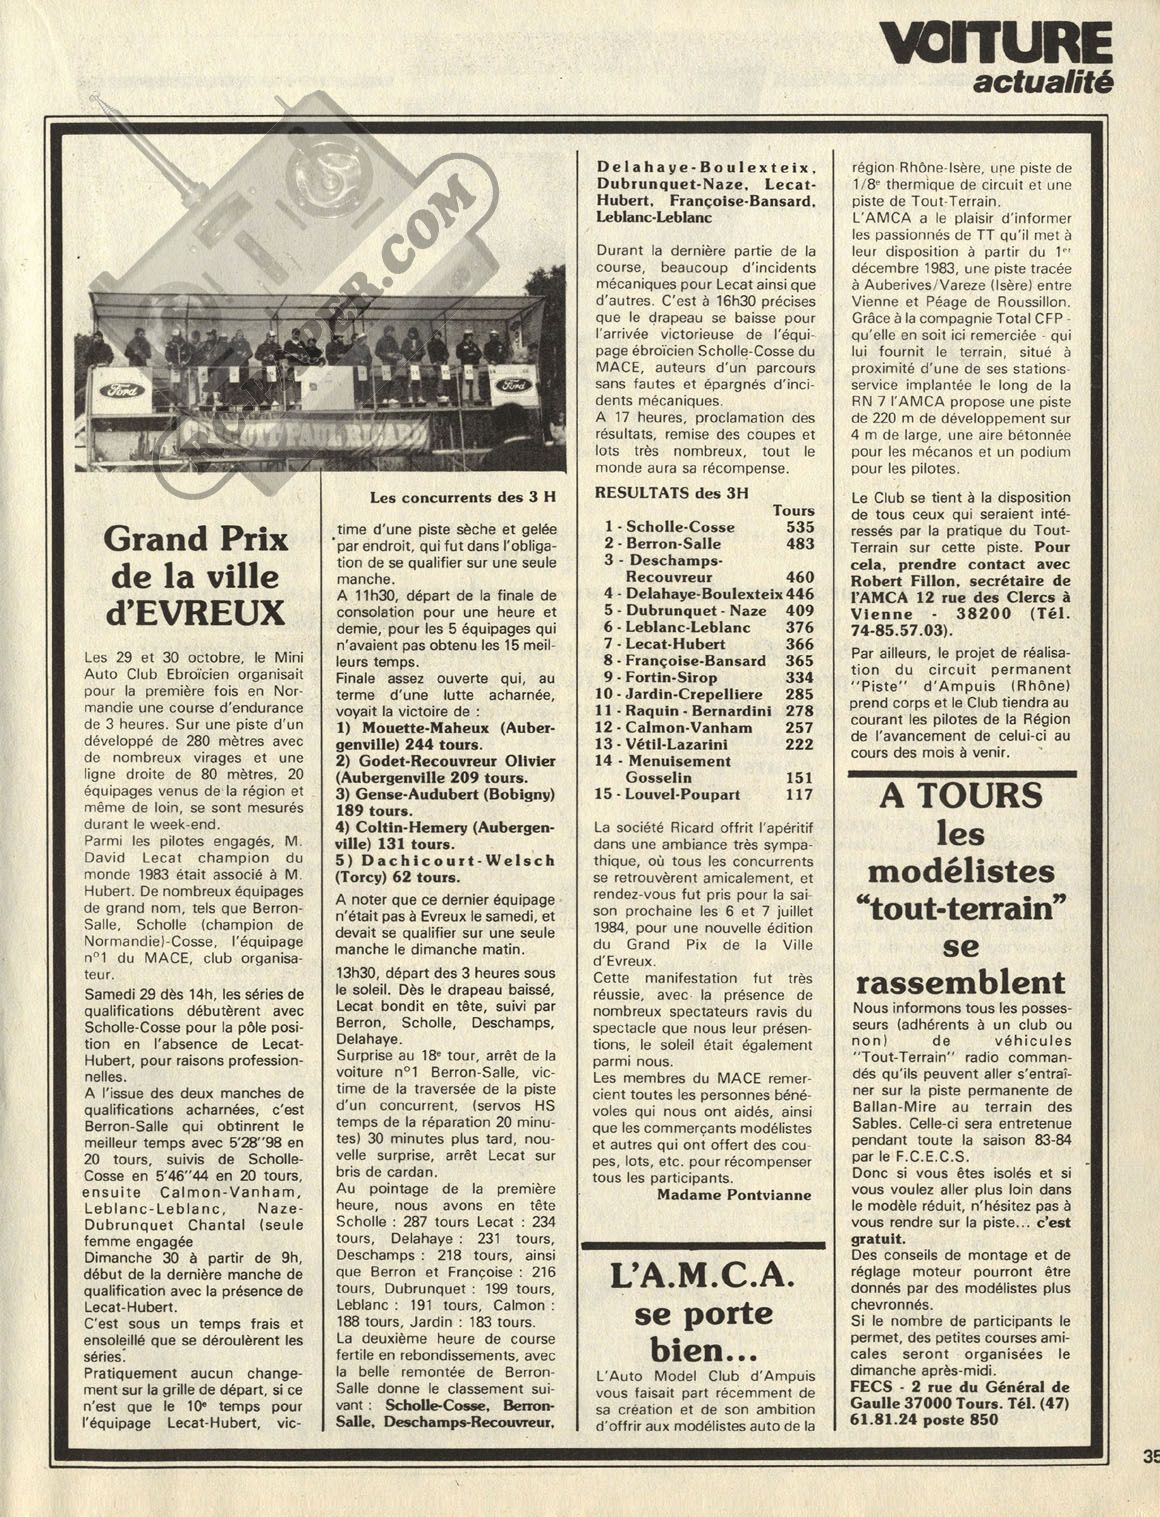 VOITURE
actualité
RCSCRAPPER.COM
Ford
Ford
Les concurrents des 3 H
Grand Prix
de la ville
d'EVREUX
Les 29 et 30 octobre, le Mini
Auto Club Ebroïcien organisait
pour la première fois en Nor-
mandie une course d'endurance
de 3 heures. Sur une piste d'un
développé de 280 mètres avec
de nombreux virages et une
ligne droite de 80 mètres, 20
équipages venus de la région et
même de loin, se sont mesurés
durant le week-end.
Parmi les pilotes engagés, M.
David Lecat champion du
monde 1983 était associé à M.
Hubert. De nombreux équipages
de grand nom, tels que Berron-
Salle, Scholle (champion de
Normandie)-Cosse, l'équipage
n°1 du MACE, club organisa-
teur.
Samedi 29 dès 14h, les séries de
qualifications débutèrent avec
Scholle-Cosse pour la pôle posi-
tion en l'absence de Lecat-
Hubert, pour raisons profession-
nelles.
A l'issue des deux manches de
qualifications acharnées, c'est
Berron-Salle qui obtinrent le
meilleur temps avec 5'28"98 en
20 tours, suivis de Scholle-
Cosse en 5'46"44 en 20 tours,
ensuite Calmon-Vanham,
Leblanc-Leblanc, Naze-
Dubrunquet Chantal (seule
femme engagée
Dimanche 30 à partir de 9h,
début de la dernière manche de
qualification avec la présence de
Lecat-Hubert.
C'est sous un temps frais et
ensoleillé que se déroulèrent les
séries.
Pratiquement aucun change-
ment sur la grille de départ, si ce
n'est que le 10e temps pour
l'équipage Lecat-Hubert, vic-
time d'une piste sèche et gelée
par endroit, qui fut dans l'obliga-
tion de se qualifier sur une seule
manche.
A 11h30, départ de la finale de
consolation pour une heure et
demie, pour les 5 équipages qui
n'avaient pas obtenu les 15 meil-
leurs temps.
Finale assez ouverte qui, au
terme d'une lutte acharnée,
voyait la victoire de :
1) Mouette-Maheux (Auber-
genville) 244 tours.
2) Godet-Recouvreur Olivier
(Aubergenville 209 tours.
3) Gense-Audubert (Bobigny)
189 tours.
4) Coltin-Hemery (Aubergen-
ville) 131 tours.
5) Dachicourt-Welsch
(Torcy) 62 tours.
A noter que ce dernier équipage
n'était pas à Evreux le samedi, et
devait se qualifier sur une seule
manche le dimanche matin.
13h30, départ des 3 heures sous
le soleil. Dès le drapeau baissé,
Lecat bondit en tête, suivi par
Berron, Scholle, Deschamps,
Delahaye.
Surprise au 18e tour, arrêt de la
voiture n°1 Berron-Salle, vic-
time de la traversée de la piste
d'un concurrent, (servos HS
temps de la réparation 20 minu-
tes) 30 minutes plus tard, nou-
velle surprise, arrêt Lecat sur
bris de cardan.
Au pointage de la première
heure, nous avons en tête
Scholle : 287 tours Lecat : 234
tours, Delahaye : 231 tours,
Deschamps : 218 tours, ainsi
que Berron et Françoise : 216
tours, Dubrunquet : 199 tours,
Leblanc : 191 tours, Calmon :
188 tours, Jardin : 183 tours.
La deuxième heure de course
fertile en rebondissements, avec
la belle remontée de Berron-
Salle donne le classement sui-
vant : Scholle-Cosse, Berron-
Salle, Deschamps-Recouvreur,
Delahaye-Boulexteix,
Dubrunquet-Naze, Lecat-
Hubert, Françoise-Bansard,
Leblanc-Leblanc
Durant la dernière partie de la
course, beaucoup d'incidents
mécaniques pour Lecat ainsi que
d'autres. C'est à 16h30 précises
que le drapeau se baisse pour
l'arrivée victorieuse de l'équi-
page ébroïcien Scholle-Cosse du
MACE, auteurs d'un parcours
sans fautes et épargnés d'inci-
dents mécaniques.
A 17 heures, proclamation des
résultats, remise des coupes et
lots très nombreux, tout le
monde aura sa récompense.
RESULTATS des 3H
Tours
1 - Scholle-Cosse 535
2 - Berron-Salle 483
3 - Deschamps-
Recouvreur 460
4 - Delahaye-Boulexteix 446
5 - Dubrunquet - Naze 409
6 - Leblanc-Leblanc 376
7 - Lecat-Hubert 366
8 - Françoise-Bansard 365
9 - Fortin-Sirop 334
10 - Jardin-Crepelliere 285
11 - Raquin - Bernardini 278
12 - Calmon-Vanham 257
13 - Vétil-Lazarini 222
14 - Menuisement
Gosselin 151
15 - Louvel-Poupart 117
La société Ricard offrit l'apéritif
dans une ambiance très sympa-
thique, où tous les concurrents
se retrouvèrent amicalement, et
rendez-vous fut pris pour la sai-
son prochaine les 6 et 7 juillet
1984, pour une nouvelle édition
du Grand Pix de la Ville
d'Evreux.
Cette manifestation fut très
réussie, avec la présence de
nombreux spectateurs ravis du
spectacle que nous leur présen-
tions, le soleil était également
parmi nous.
Les membres du MACE remer-
cient toutes les personnes béné-
voles qui nous ont aidés, ainsi
que les commerçants modélistes
et autres qui ont offert des cou-
pes, lots, etc. pour récompenser
tous les participants.
Madame Pontvianne
L'A.M.C.A.
se porte
bien...
L'Auto Model Club d'Ampuis
vous faisait part récemment de
sa création et de son ambition
d'offrir aux modélistes auto de la
région Rhône-Isère, une piste de
1/8e thermique de circuit et une
piste de Tout-Terrain.
L'AMCA a le plaisir d'informer
les passionnés de TT qu'il met à
leur disposition à partir du 1er
décembre 1983, une piste tracée
à Auberives/Vareze (Isère) entre
Vienne et Péage de Roussillon.
Grâce à la compagnie Total CFP -
qu'elle en soit ici remerciée - qui
lui fournit le terrain, situé à
proximité d'une de ses stations-
service implantée le long de la
RN 7 l'AMCA propose une piste
de 220 m de développement sur
4 m de large, une aire bétonnée
pour les mécanos et un podium
pour les pilotes.
Le Club se tient à la disposition
de tous ceux qui seraient inté-
ressés par la pratique du Tout-
Terrain sur cette piste. Pour
cela, prendre contact avec
Robert Fillon, secrétaire de
l'AMCA 12 rue des Clercs à
Vienne - 38200 (Tél.
74-85.57.03).
Par ailleurs, le projet de réalisa-
tion du circuit permanent
"Piste" d'Ampuis (Rhône)
prend corps et le Club tiendra au
courant les pilotes de la Région
de l'avancement de celui-ci au
cours des mois à venir.
A TOURS
les
modélistes
"tout-terrain"
se
rassemblent
Nous informons tous les posses-
seurs (adhérents à un club ou
non) de véhicules
"Tout-Terrain" radio comman-
dés qu'ils peuvent aller s'entraî-
ner sur la piste permanente de
Ballan-Mire au terrain des
Sables. Celle-ci sera entretenue
pendant toute la saison 83-84
par le F.C.E.C.S.
Donc si vous êtes isolés et si
vous voulez aller plus loin dans
le modèle réduit, n'hésitez pas à
vous rendre sur la piste... c'est
gratuit.
Des conseils de montage et de
réglage moteur pourront être
donnés par des modélistes plus
chevronnés.
Si le nombre de participants le
permet, des petites courses ami-
cales seront organisées le
dimanche après-midi.
FECS - 2 rue du Général de
Gaulle 37000 Tours. Tél. (47)
61.81.24 poste 850
35